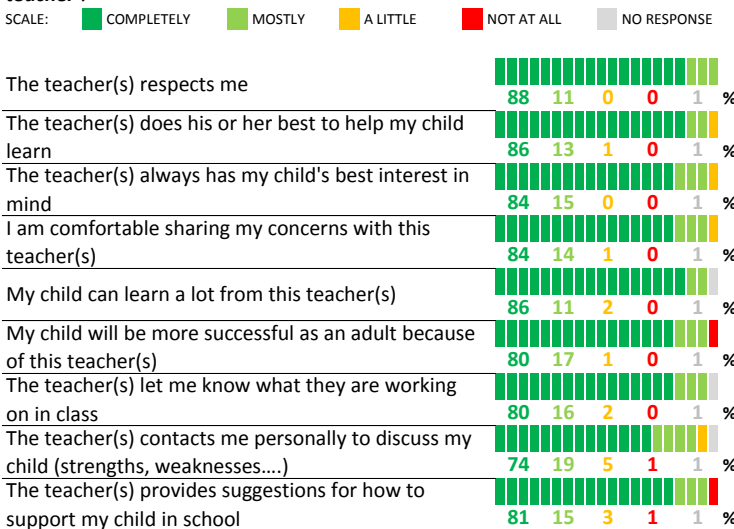 teacher?
SCALE: COMPLETELY MOSTLY A LITTLE NOT AT ALL NO RESPONSE
The teacher(s) respects me
88 11 0 0 1 %
The teacher(s) does his or her best to help my child
learn
86 13 1 0 1 %
The teacher(s) always has my child's best interest in
mind
84 15 0 0 1 %
I am comfortable sharing my concerns with this
teacher(s)
84 14 1 0 1 %
My child can learn a lot from this teacher(s)
86 11 2 0 1 %
My child will be more successful as an adult because
of this teacher(s)
80 17 1 0 1 %
The teacher(s) let me know what they are working
on in class
80 16 2 0 1 %
The teacher(s) contacts me personally to discuss my
child (strengths, weaknesses....)
74 19 5 1 1 %
The teacher(s) provides suggestions for how to
support my child in school
81 15 3 1 1 %